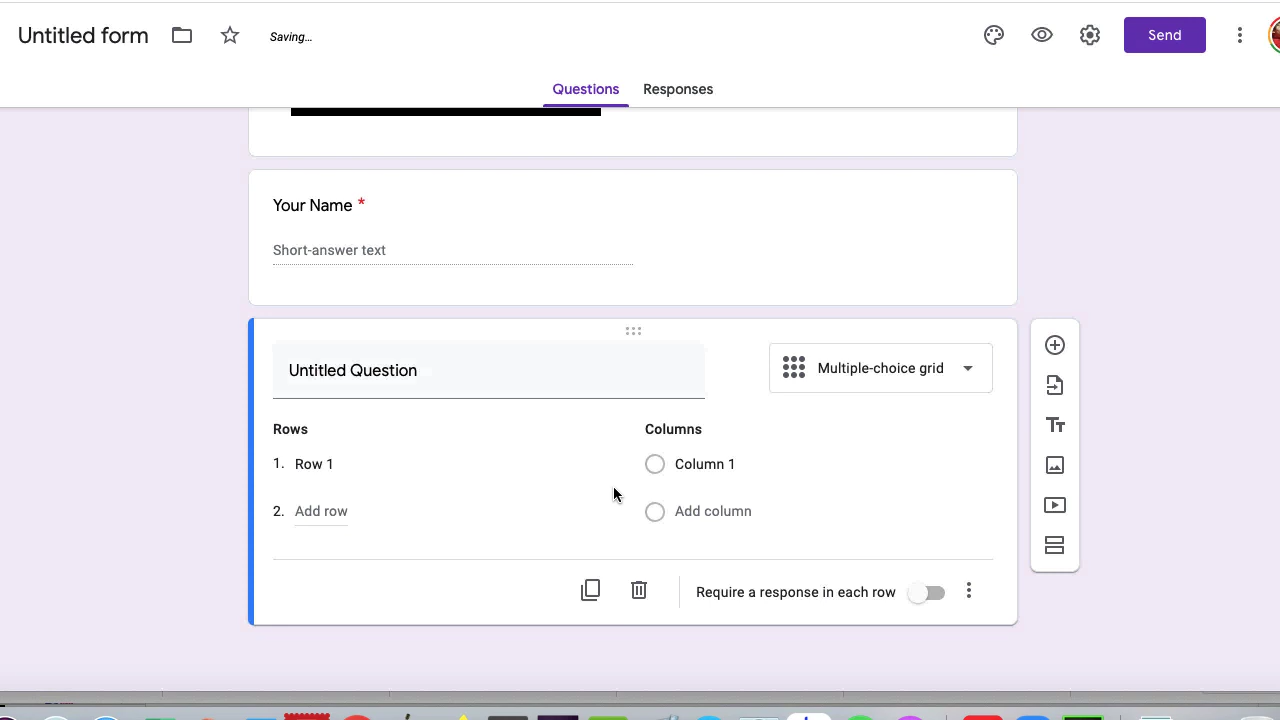 Untitled form
Saving...
Send
Questions
Responses
Your Name *
Short-answer text
Untitled Question
Multiple-choice grid
Rows
Columns
1. Row 1
Column 1
2. Add row
Add column
Require a response in each row